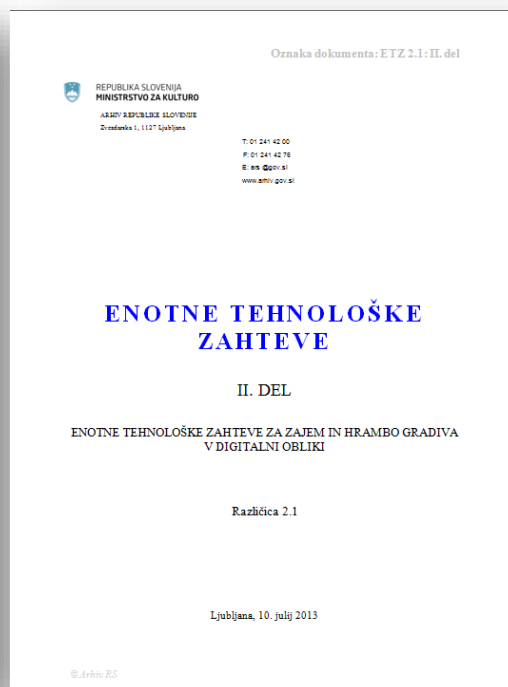 Oznaka dokumenta: ETZ 2.1: II. del
REPUBLIKA SLOVENIJA
MINISTRSTVO ZA KULTURO
ARHIV REPUBLIKE SLOVENIJE
Zvezdarska 1, 1127 Ljubljana
T: 01 241 42 00
F: 01 241 42 76
E: ars @gov.si
www.arhiv.gov.si
ENOTNE TEHNOLOŠKE
ZAHTEVE
II. DEL
ENOTNE TEHNOLOŠKE ZAHTEVE ZA ZAJEM IN HRAMBO GRADIVA
V DIGITALNI OBLIKI
Različica 2.1
Ljubljana, 10. julij 2013
©Arhiv RS